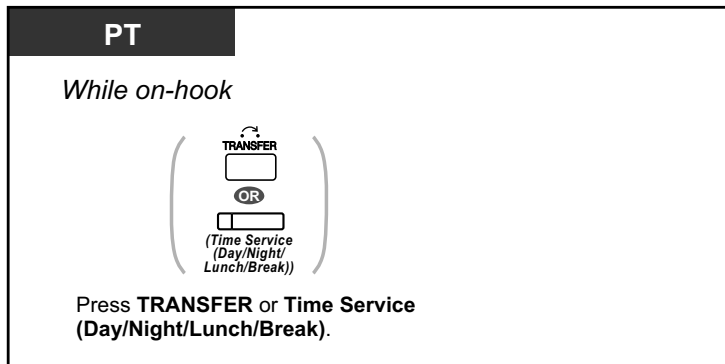 PT
While on-hook
TRANSFER
OR
(Time Service
(Day/Night/
Lunch/Break))
Press TRANSFER or Time Service
(Day/Night/Lunch/Break).